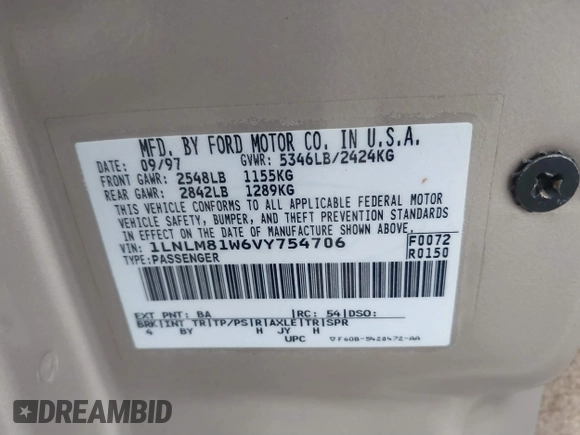 MFD. BY FORD MOTOR CO. IN U.S.A.
DATE: 09/97 GVWR: 5346LB/2424KG
FRONT GAWR: 2548LB 1155KG
REAR GAWR: 2842LB 1289KG
THIS VEHICLE CONFORMS TO ALL APPLICABLE FEDERAL MOTOR
VEHICLE SAFETY, BUMPER, AND THEFT PREVENTION STANDARDS
IN EFFECT ON THE DATE OF MANUFACTURE SHOWN ABOVE.
VIN: 1LNLM81W6VY754706 F0072
TYPE: PASSENGER R0150
EXT PNT: BA |RC: 54|DSO:
BRK|INT TR|TP/PS|R|AXLE|TR|SPR
4 BY H JY H
UPC ▽F60B-5420472-AA
DREAMBID